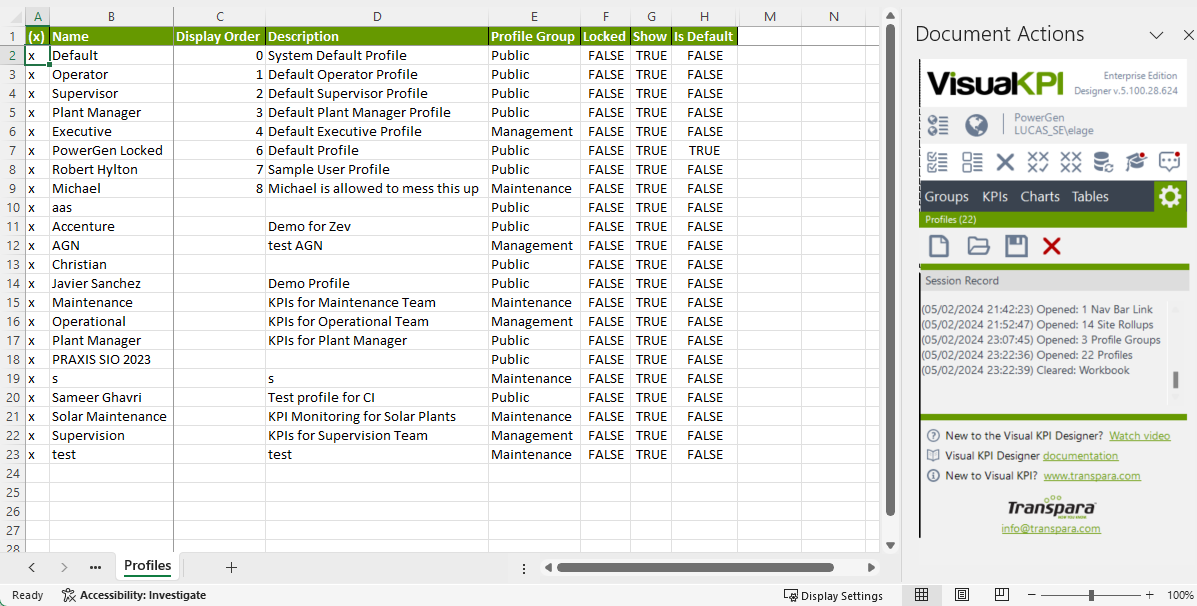 A B C D E F G H M N
1 (x) Name Display Order Description Profile Group Locked Show Is Default
2 x Default 0 System Default Profile Public FALSE TRUE FALSE
3 x Operator 1 Default Operator Profile Public FALSE TRUE FALSE
4 x Supervisor 2 Default Supervisor Profile Public FALSE TRUE FALSE
5 x Plant Manager 3 Default Plant Manager Profile Public FALSE TRUE FALSE
6 x Executive 4 Default Executive Profile Management FALSE TRUE FALSE
7 x PowerGen Locked 6 Default Profile Public FALSE TRUE TRUE
8 x Robert Hylton 7 Sample User Profile Public FALSE TRUE FALSE
9 x Michael 8 Michael is allowed to mess this up Maintenance FALSE TRUE FALSE
10 x aas Public FALSE TRUE FALSE
11 x Accenture Demo for Zev Public FALSE TRUE FALSE
12 x AGN test AGN Management FALSE TRUE FALSE
13 x Christian Public FALSE TRUE FALSE
14 x Javier Sanchez Demo Profile Public FALSE TRUE FALSE
15 x Maintenance KPIs for Maintenance Team Maintenance FALSE TRUE FALSE
16 x Operational KPIs for Operational Team Management FALSE TRUE FALSE
17 x Plant Manager KPIs for Plant Manager Public FALSE TRUE FALSE
18 x PRAXIS SIO 2023 Public FALSE TRUE FALSE
19 x s s Maintenance FALSE TRUE FALSE
20 x Sameer Ghavri Test profile for CI Public FALSE TRUE FALSE
21 x Solar Maintenance KPI Monitoring for Solar Plants Maintenance FALSE TRUE FALSE
22 x Supervision KPIs for Supervision Team Management FALSE TRUE FALSE
23 x test test Maintenance FALSE TRUE FALSE
24
25
26
27
28
Profiles
Ready
Accessibility: Investigate
Display Settings
100%
Document Actions
VisualKPI
Enterprise Edition
Designer v.5.100.28.624
PowerGen
LUCAS_SE\elage
Groups KPIs Charts Tables
Profiles (22)
Session Record
(05/02/2024 21:42:23) Opened: 1 Nav Bar Link
(05/02/2024 21:52:47) Opened: 14 Site Rollups
(05/02/2024 23:07:45) Opened: 3 Profile Groups
(05/02/2024 23:22:36) Opened: 22 Profiles
(05/02/2024 23:22:39) Cleared: Workbook
New to the Visual KPI Designer? Watch video
Visual KPI Designer documentation
New to Visual KPI? www.transpara.com
Transpara
info@transpara.com